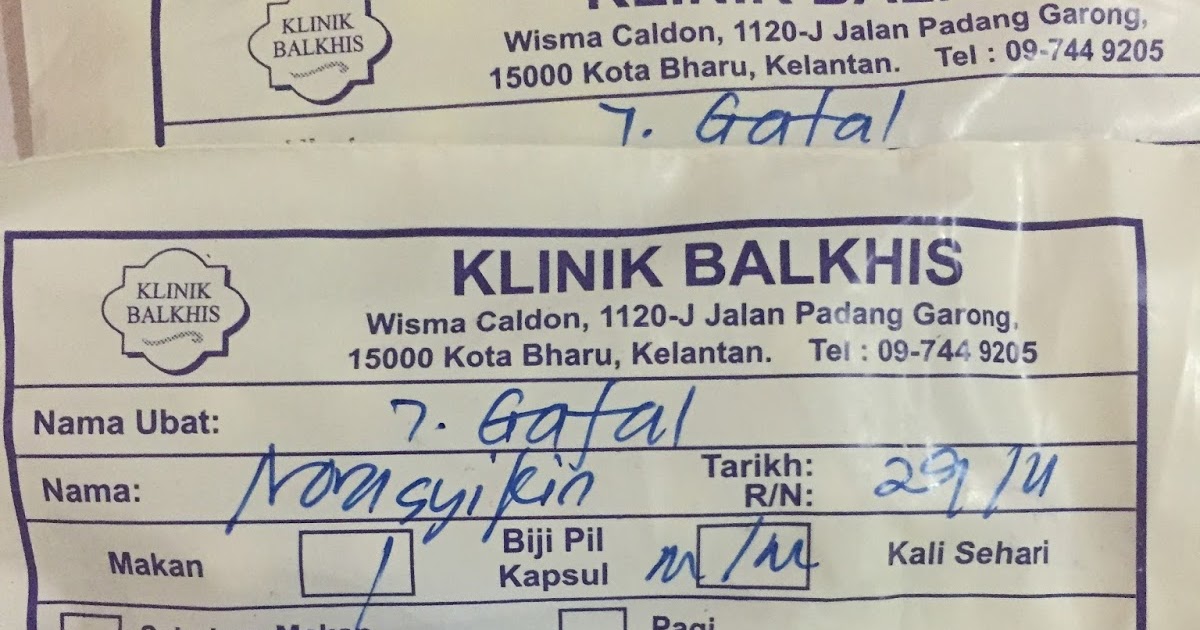 KLINIK
BALKHIS
Wisma Caldon, 1120-J Jalan Padang Garong,
15000 Kota Bharu, Kelantan. Tel : 09-744 9205
7. Gatal
KLINIK
BALKHIS
KLINIK BALKHIS
Wisma Caldon, 1120-J Jalan Padang Garong,
15000 Kota Bharu, Kelantan. Tel : 09-744 9205
Nama Ubat: 7. Gatal
Nama: Norasyikin Tarikh: 29/4
R/N:
Makan / Biji Pil Kali Sehari
Kapsul
Pagi